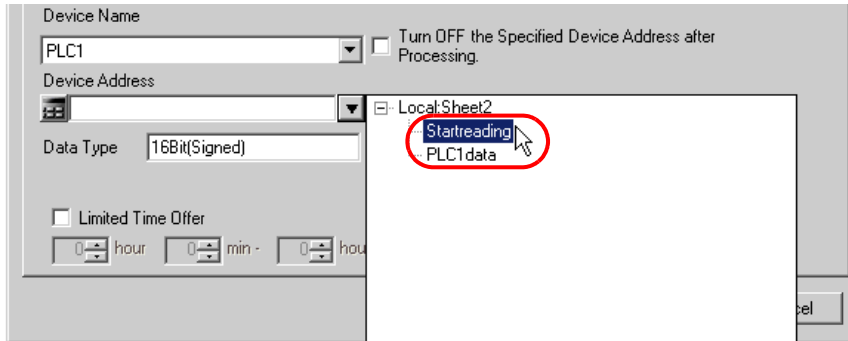 Device Name
PLC1
Turn OFF the Specified Device Address after
Processing.
Device Address
Local:Sheet2
Startreading
PLC1data
Data Type 16Bit(Signed)
Limited Time Offer
0 hour 0 min - 0 hou
cel